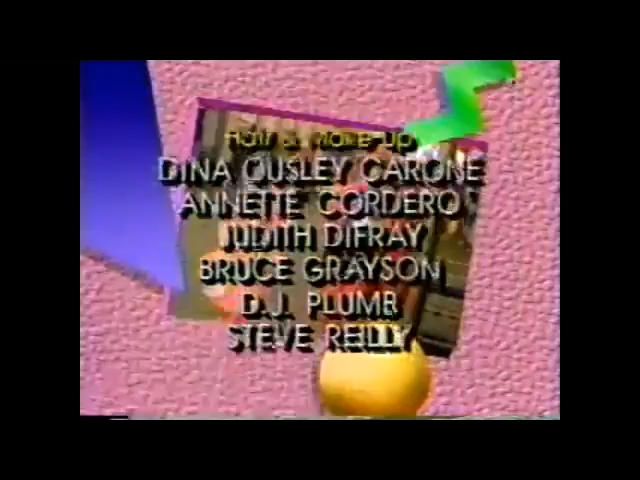 Hair & Make-up
DINA OUSLEY CARONE
ANNETTE CORDERO
JUDITH DIFRAY
BRUCE GRAYSON
D.J. PLUMB
STEVE REILLY